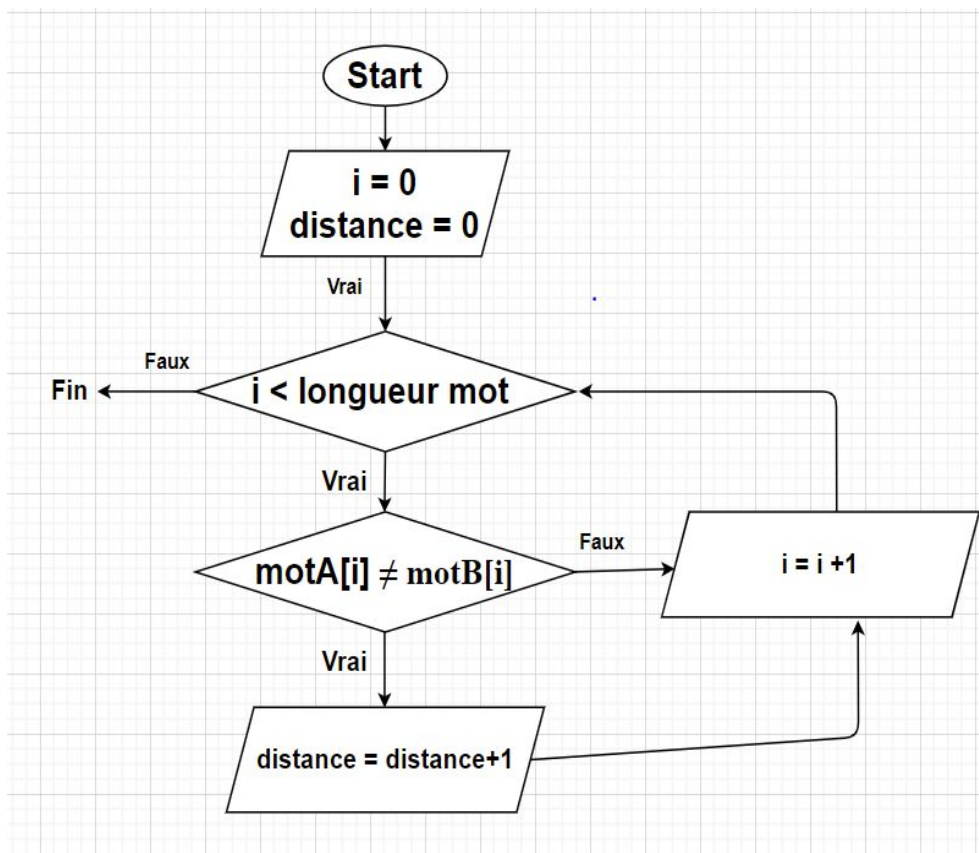 Start
i = 0
distance = 0
Vrai
Faux
Fin
i < longueur mot
Vrai
motA[i] ≠ motB[i]
Faux
i = i +1
Vrai
distance = distance+1